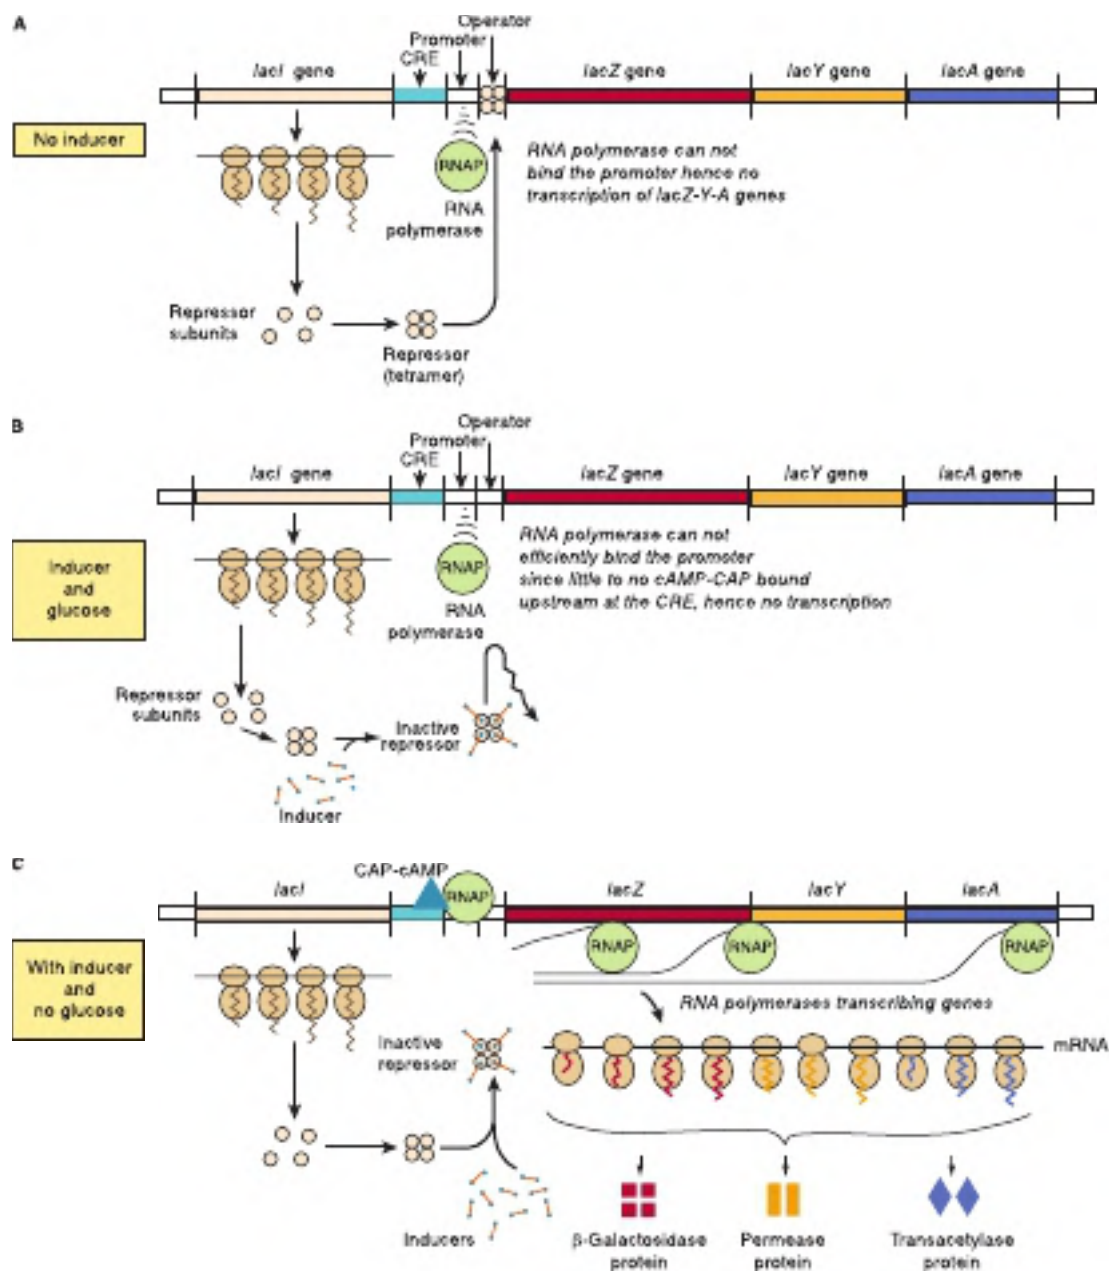 A
Operator
Promoter
CRE
lacI gene
lacZ gene
lacY gene
lacA gene
No inducer
RNAP
RNA
polymerase
RNA polymerase can not
bind the promoter hence no
transcription of lacZ-Y-A genes
Repressor
subunits
Repressor
(tetramer)
B
Operator
Promoter
CRE
lacI gene
lacZ gene
lacY gene
lacA gene
Inducer
and
glucose
RNAP
RNA
polymerase
RNA polymerase can not
efficiently bind the promoter
since little to no cAMP-CAP bound
upstream at the CRE, hence no transcription
Repressor
subunits
Inactive
repressor
Inducer
C
CAP-cAMP
RNAP
lacI
lacZ
lacY
lacA
With inducer
and
no glucose
RNAP
RNAP
RNAP
RNA polymerases transcribing genes
Inactive
repressor
mRNA
Inducers
β-Galactosidase
protein
Permease
protein
Transacetylase
protein